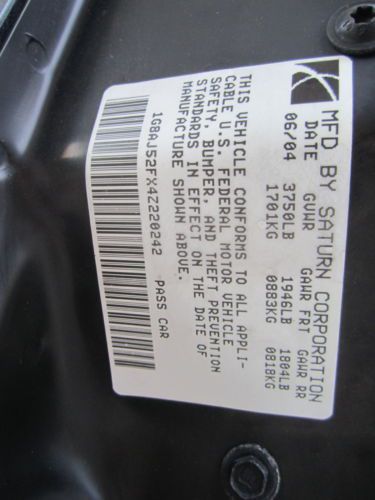 MFD BY SATURN CORPORATION
DATE GVWR GAWR FRT GAWR RR
06/04 3750LB 1946LB 1804LB
1701KG 0883KG 0818KG
THIS VEHICLE CONFORMS TO ALL APPLI-
CABLE U.S. FEDERAL MOTOR VEHICLE
SAFETY, BUMPER, AND THEFT PREVENTION
STANDARDS IN EFFECT ON THE DATE OF
MANUFACTURE SHOWN ABOVE.
1G8AJ52FX4Z220242 PASS CAR